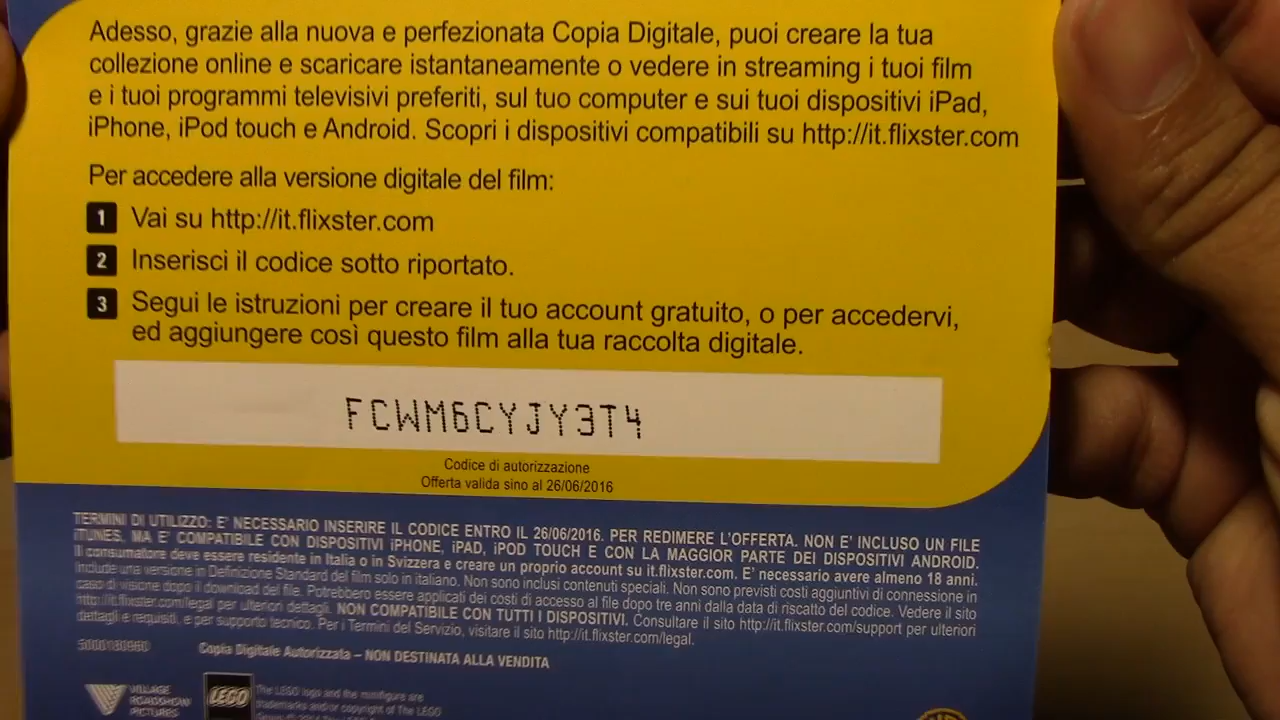 Adesso, grazie alla nuova e perfezionata Copia Digitale, puoi creare la tua
collezione online e scaricare istantaneamente o vedere in streaming i tuoi film
e i tuoi programmi televisivi preferiti, sul tuo computer e sui tuoi dispositivi iPad,
iPhone, iPod touch e Android. Scopri i dispositivi compatibili su http://it.flixster.com
Per accedere alla versione digitale del film:
1 Vai su http://it.flixster.com
2 Inserisci il codice sotto riportato.
3 Segui le istruzioni per creare il tuo account gratuito, o per accedervi,
ed aggiungere così questo film alla tua raccolta digitale.
FCWM6CYJY3T4
Codice di autorizzazione
Offerta valida sino al 26/06/2016
TERMINI DI UTILIZZO: E' NECESSARIO INSERIRE IL CODICE ENTRO IL 26/06/2016. PER REDIMERE L'OFFERTA. NON E' INCLUSO UN FILE
iTUNES, MA E' COMPATIBILE CON DISPOSITIVI iPHONE, iPAD, iPOD TOUCH E CON LA MAGGIOR PARTE DEI DISPOSITIVI ANDROID.
Il consumatore deve essere residente in Italia o in Svizzera e creare un proprio account su it.flixster.com. E' necessario avere almeno 18 anni.
Include una versione in Definizione Standard del film solo in italiano. Non sono inclusi contenuti speciali. Non sono previsti costi aggiuntivi di connessione in
caso di visione dopo il download del file. Potrebbero essere applicati dei costi di accesso al file dopo tre anni dalla data di riscatto del codice. Vedere il sito
http://it.flixster.com/legal per ulteriori dettagli. NON COMPATIBILE CON TUTTI I DISPOSITIVI. Consultare il sito http://it.flixster.com/support per ulteriori
dettagli e requisiti, e per supporto tecnico. Per i Termini del Servizio, visitare il sito http://it.flixster.com/legal.
Copia Digitale Autorizzata – NON DESTINATA ALLA VENDITA
VILLAGE
ROADSHOW
PICTURES
LEGO
The LEGO logo and the minifigure are
trademarks and/or copyright of The LEGO